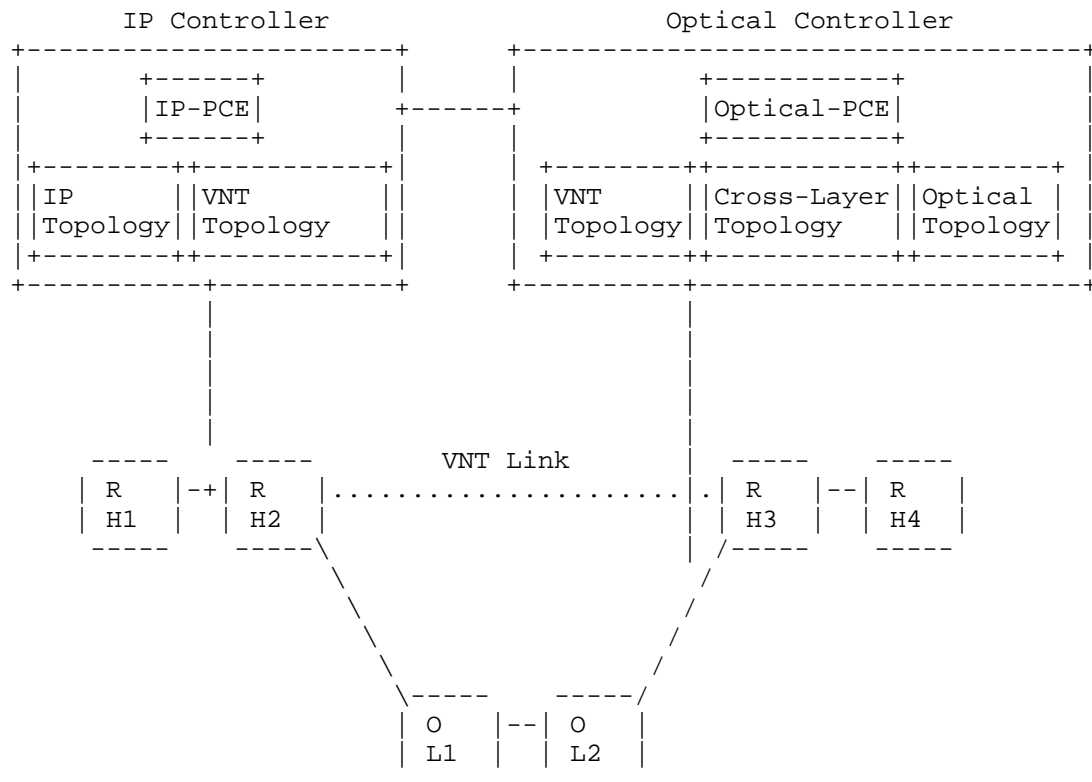 IP Controller Optical Controller
IP-PCE Optical-PCE
IP VNT VNT Cross-Layer Optical
Topology Topology Topology Topology Topology
VNT Link
R R R R
H1 H2 H3 H4
O O
L1 L2